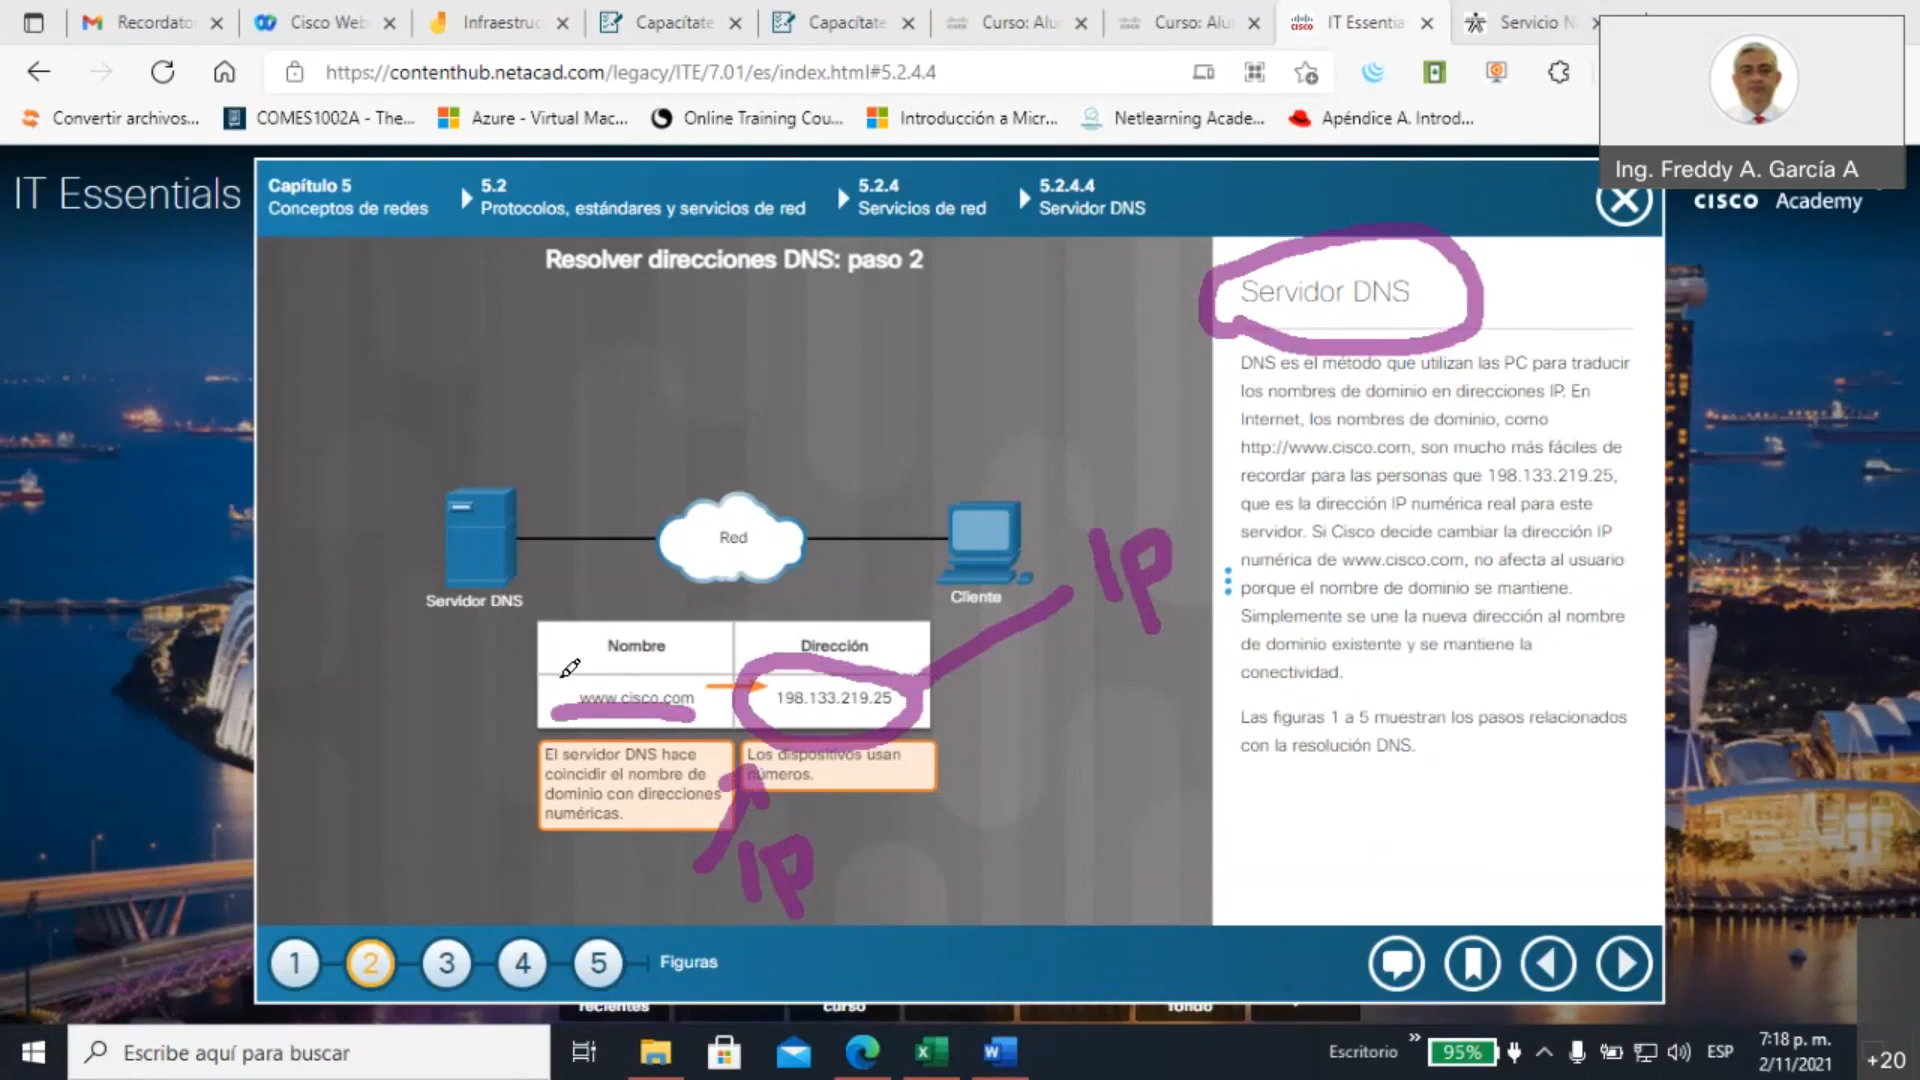 Recordato
Cisco Web
Infraestruc
Capacítate
Capacítate
Curso: Alu
Curso: Alu
IT Essentia
Servicio N
https://contenthub.netacad.com/legacy/ITE/7.01/es/index.html#5.2.4.4
Convertir archivos...
COMES1002A - The...
Azure - Virtual Mac...
Online Training Cou...
Introducción a Micr...
Netlearning Acade...
Apéndice A. Introd...
Ing. Freddy A. García A
IT Essentials
Capítulo 5
Conceptos de redes
5.2
Protocolos, estándares y servicios de red
5.2.4
Servicios de red
5.2.4.4
Servidor DNS
CISCO Academy
Resolver direcciones DNS: paso 2
Red
Servidor DNS
Cliente
IP
Nombre
Dirección
www.cisco.com
198.133.219.25
El servidor DNS hace
coincidir el nombre de
dominio con direcciones
numéricas.
Los dispositivos usan
números.
IP
Servidor DNS
DNS es el método que utilizan las PC para traducir
los nombres de dominio en direcciones IP. En
Internet, los nombres de dominio, como
http://www.cisco.com, son mucho más fáciles de
recordar para las personas que 198.133.219.25,
que es la dirección IP numérica real para este
servidor. Si Cisco decide cambiar la dirección IP
numérica de www.cisco.com, no afecta al usuario
porque el nombre de dominio se mantiene.
Simplemente se une la nueva dirección al nombre
de dominio existente y se mantiene la
conectividad.
Las figuras 1 a 5 muestran los pasos relacionados
con la resolución DNS.
1 2 3 4 5 Figuras
recientes
curso
fondo
Escribe aquí para buscar
Escritorio
95%
ESP
7:18 p. m.
2/11/2021
+20